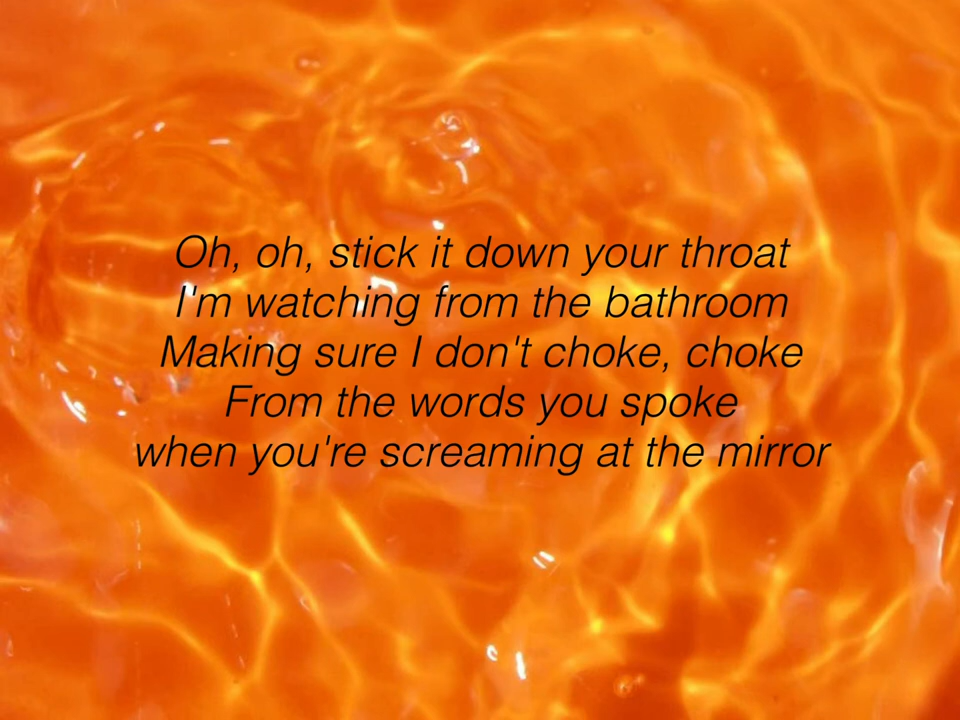 Oh, oh, stick it down your throat
I'm watching from the bathroom
Making sure I don't choke, choke
From the words you spoke
when you're screaming at the mirror